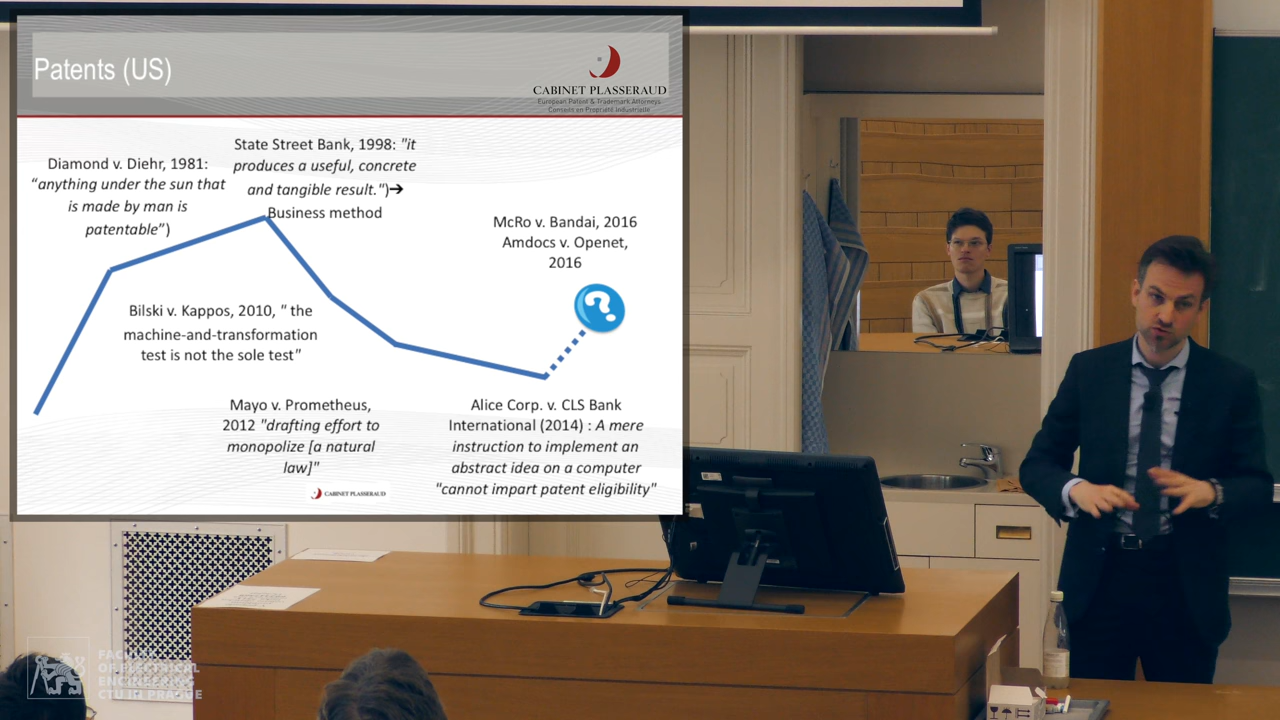 Patents (US)
CABINET PLASSERAUD
European Patent & Trademark Attorneys
Conseils en Propriété Industrielle
Diamond v. Diehr, 1981:
“anything under the sun that
is made by man is
patentable”)
State Street Bank, 1998: "it
produces a useful, concrete
and tangible result.")➔
Business method
McRo v. Bandai, 2016
Amdocs v. Openet,
2016
?
Bilski v. Kappos, 2010, " the
machine-and-transformation
test is not the sole test"
Mayo v. Prometheus,
2012 "drafting effort to
monopolize [a natural
law]"
CABINET PLASSERAUD
Alice Corp. v. CLS Bank
International (2014) : A mere
instruction to implement an
abstract idea on a computer
"cannot impart patent eligibility"
FACULTY
OF ELECTRICAL
ENGINEERING
CTU IN PRAGUE